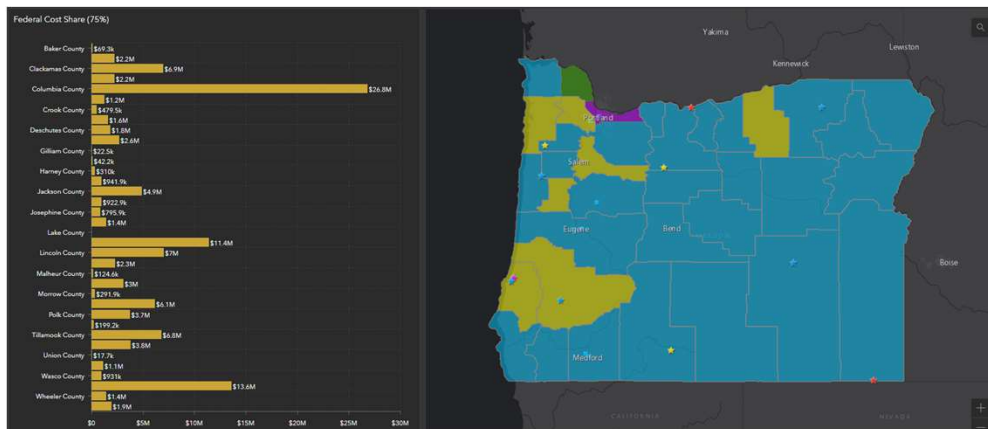 Federal Cost Share (75%)
Baker County $69.3k
$2.2M
Clackamas County $6.9M
$2.2M
Columbia County $26.8M
$1.2M
Crook County $479.5k
$1.6M
Deschutes County $1.8M
$2.6M
Gilliam County $22.5k
$42.2k
Harney County $310k
$941.9k
Jackson County $4.9M
$922.9k
Josephine County $795.9k
$1.4M
Lake County
$11.4M
Lincoln County $7M
$2.3M
Malheur County $124.6k
$3M
Morrow County $291.9k
$6.1M
Polk County $3.7M
$199.2k
Tillamook County $6.8M
$3.8M
Union County $17.7k
$1.1M
Wasco County $931k
$13.6M
Wheeler County $1.4M
$1.9M
$0 $5M $10M $15M $20M $25M $30M
Yakima
Lewiston
Kennewick
Portland
Salem
Eugene
Bend
Boise
Medford
CALIFORNIA
NEVADA